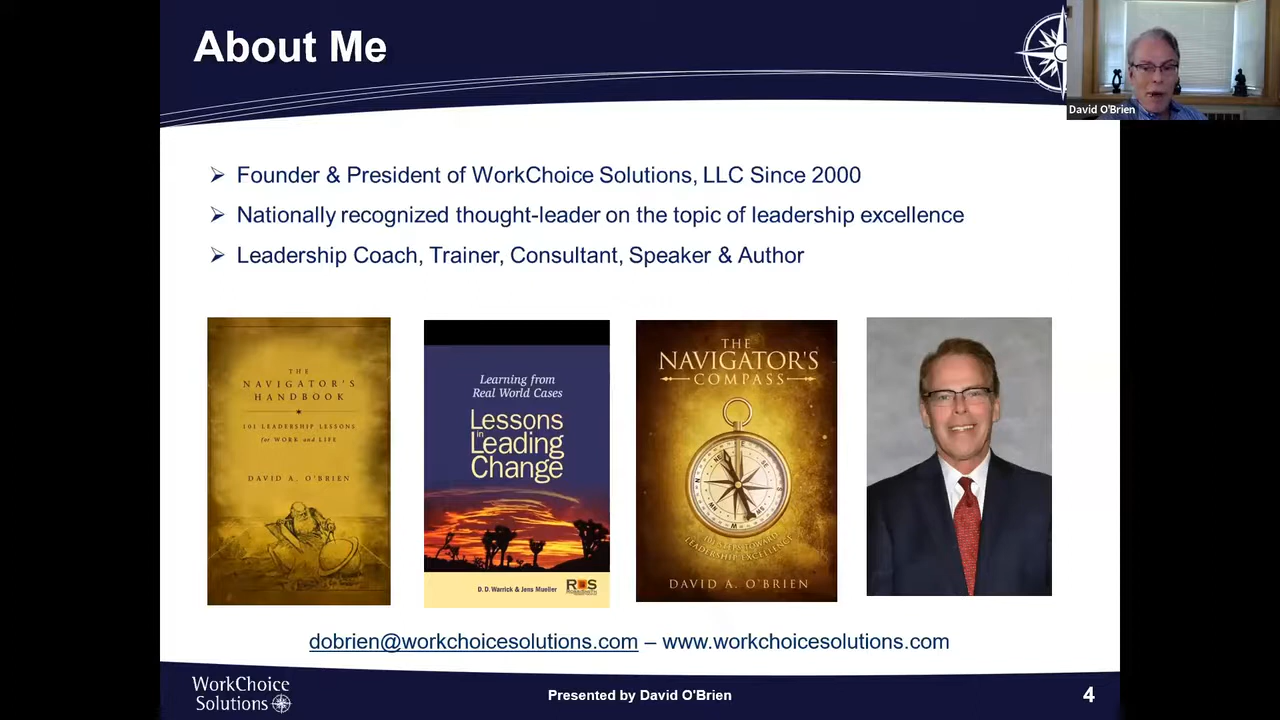 About Me
David O'Brien
Founder & President of WorkChoice Solutions, LLC Since 2000
Nationally recognized thought-leader on the topic of leadership excellence
Leadership Coach, Trainer, Consultant, Speaker & Author
THE
NAVIGATOR'S
HANDBOOK
101 LEADERSHIP LESSONS
for WORK and LIFE
DAVID A. O'BRIEN
Learning from
Real World Cases
Lessons
in
Leading
Change
D. D. Warrick & Jens Mueller
THE
NAVIGATOR'S
COMPASS
LEADERSHIP EXCELLENCE
DAVID A. O'BRIEN
dobrien@workchoicesolutions.com – www.workchoicesolutions.com
WorkChoice
Solutions
Presented by David O'Brien
4